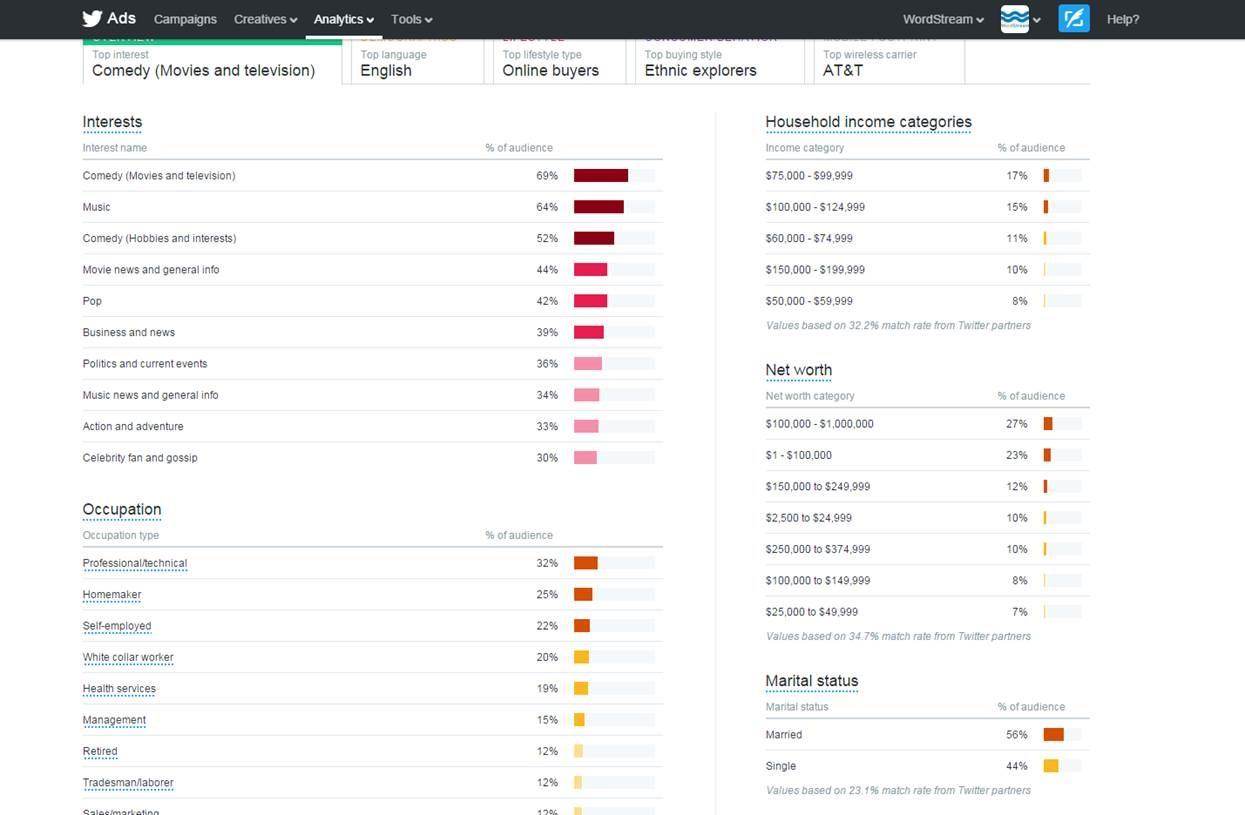 Ads Campaigns Creatives Analytics Tools WordStream Help?
Top interest
Comedy (Movies and television)
Top language
English
Top lifestyle type
Online buyers
Top buying style
Ethnic explorers
Top wireless carrier
AT&T
Interests
Interest name % of audience
Comedy (Movies and television) 69%
Music 64%
Comedy (Hobbies and interests) 52%
Movie news and general info 44%
Pop 42%
Business and news 39%
Politics and current events 36%
Music news and general info 34%
Action and adventure 33%
Celebrity fan and gossip 30%
Occupation
Occupation type % of audience
Professional/technical 32%
Homemaker 25%
Self-employed 22%
White collar worker 20%
Health services 19%
Management 15%
Retired 12%
Tradesman/laborer 12%
Sales/marketing 12%
Household income categories
Income category % of audience
$75,000 - $99,999 17%
$100,000 - $124,999 15%
$60,000 - $74,999 11%
$150,000 - $199,999 10%
$50,000 - $59,999 8%
Values based on 32.2% match rate from Twitter partners
Net worth
Net worth category % of audience
$100,000 - $1,000,000 27%
$1 - $100,000 23%
$150,000 to $249,999 12%
$2,500 to $24,999 10%
$250,000 to $374,999 10%
$100,000 to $149,999 8%
$25,000 to $49,999 7%
Values based on 34.7% match rate from Twitter partners
Marital status
Marital status % of audience
Married 56%
Single 44%
Values based on 23.1% match rate from Twitter partners